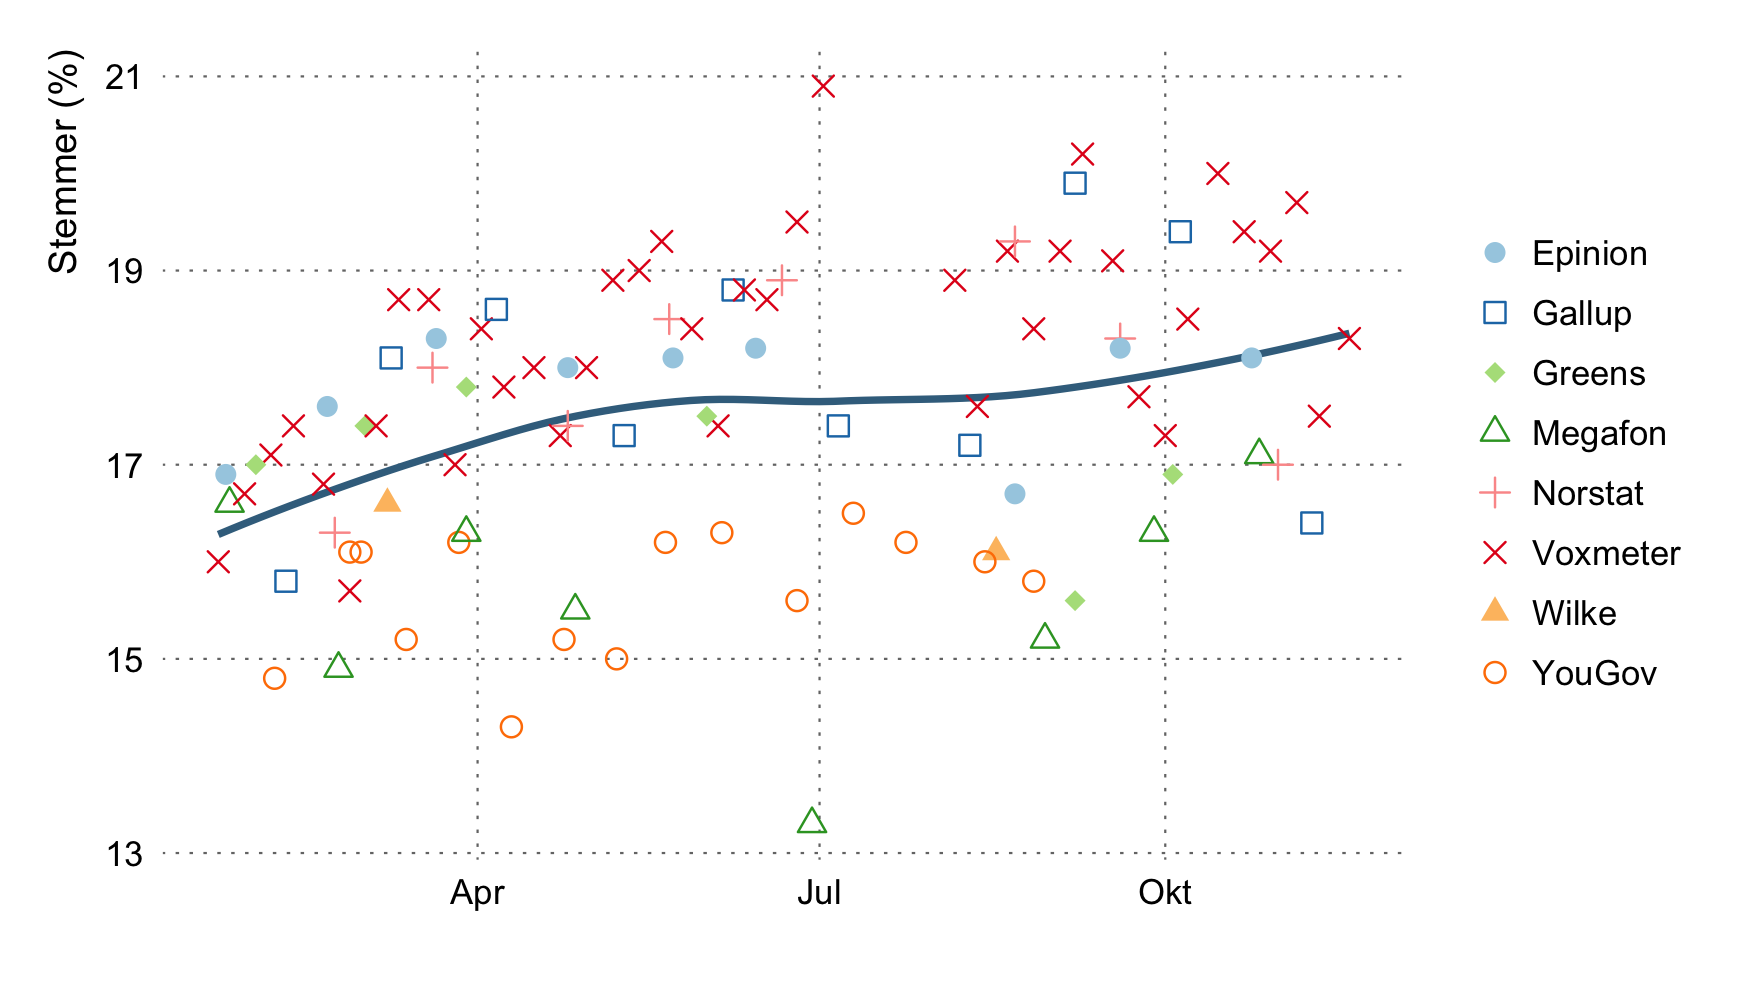 Stemmer (%)
21
19
17
15
13
Apr
Jul
Okt
Epinion
Gallup
Greens
Megafon
Norstat
Voxmeter
Wilke
YouGov